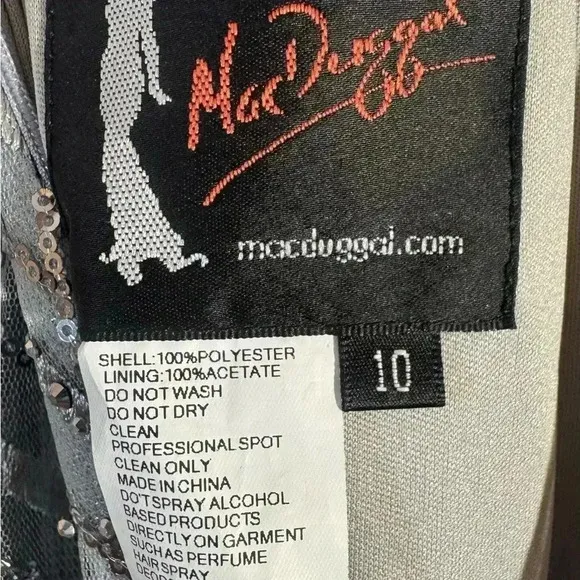 Mac Duggal
macduggal.com
10
SHELL:100%POLYESTER
LINING:100%ACETATE
DO NOT WASH
DO NOT DRY
CLEAN
PROFESSIONAL SPOT
CLEAN ONLY
MADE IN CHINA
DO'T SPRAY ALCOHOL
BASED PRODUCTS
DIRECTLY ON GARMENT
SUCH AS PERFUME
HAIR SPRAY